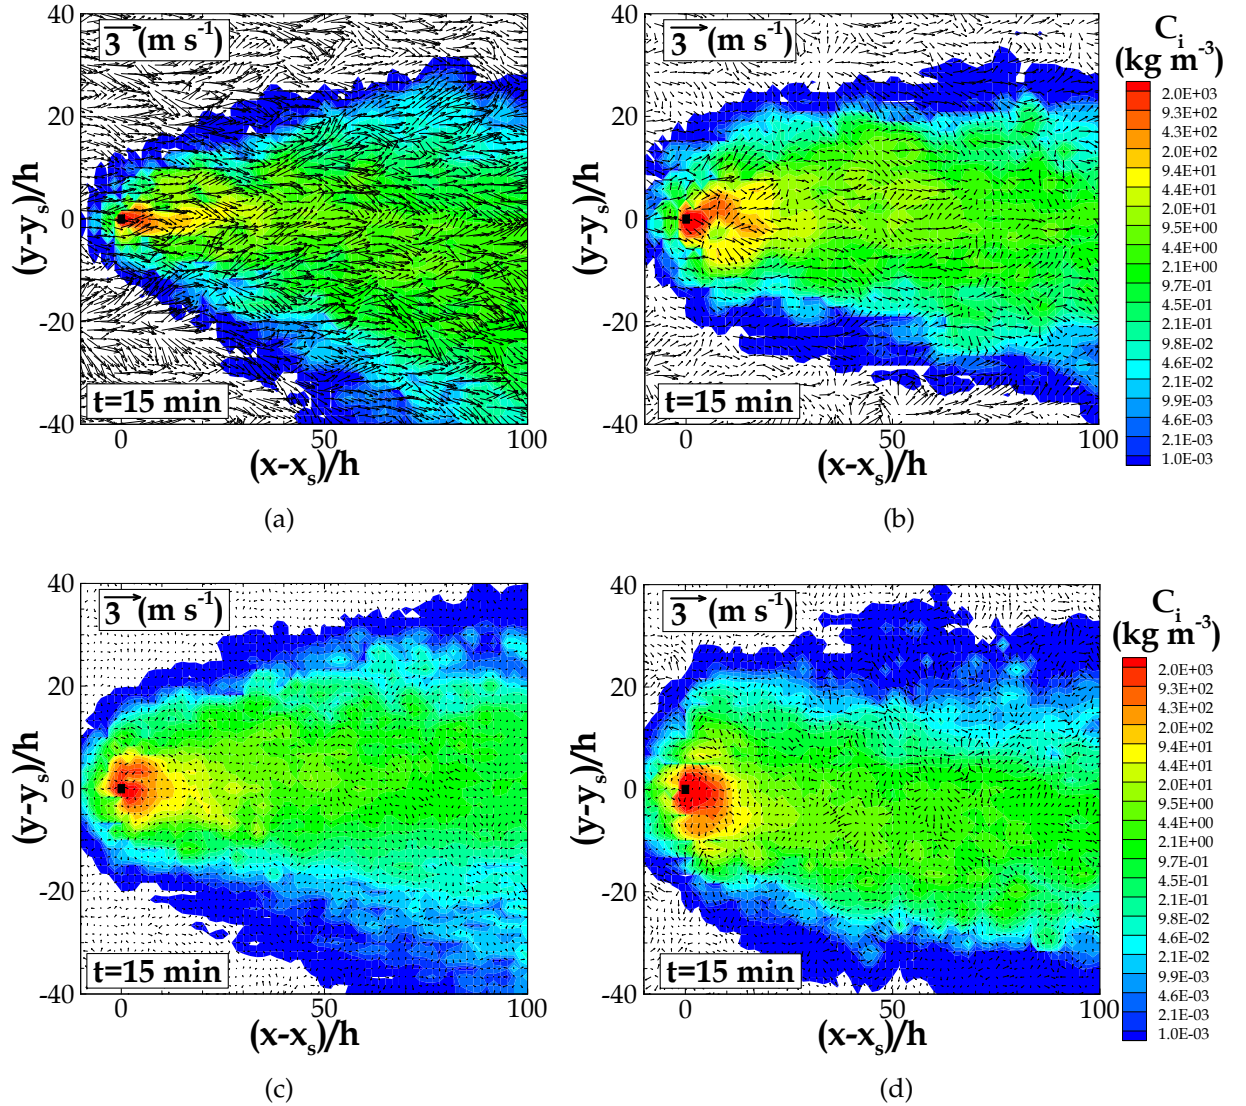 40
20
0
-20
-40
3 (m s⁻¹)
t=15 min
(y-yₛ)/h
0 50 100
(x-xₛ)/h
(a)
40
20
0
-20
-40
3 (m s⁻¹)
t=15 min
(y-yₛ)/h
0 50 100
(x-xₛ)/h
(b)
Cᵢ
(kg m⁻³)
2.0E+03
9.3E+02
4.3E+02
2.0E+02
9.4E+01
4.4E+01
2.0E+01
9.5E+00
4.4E+00
2.1E+00
9.7E-01
4.5E-01
2.1E-01
9.8E-02
4.6E-02
2.1E-02
9.9E-03
4.6E-03
2.1E-03
1.0E-03
40
20
0
-20
-40
3 (m s⁻¹)
t=15 min
(y-yₛ)/h
0 50 100
(x-xₛ)/h
(c)
40
20
0
-20
-40
3 (m s⁻¹)
t=15 min
(y-yₛ)/h
0 50 100
(x-xₛ)/h
(d)
Cᵢ
(kg m⁻³)
2.0E+03
9.3E+02
4.3E+02
2.0E+02
9.4E+01
4.4E+01
2.0E+01
9.5E+00
4.4E+00
2.1E+00
9.7E-01
4.5E-01
2.1E-01
9.8E-02
4.6E-02
2.1E-02
9.9E-03
4.6E-03
2.1E-03
1.0E-03